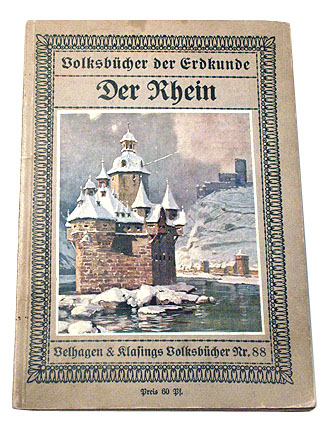 Volksbücher der Erdkunde
Der Rhein
Velhagen & Klasings Volksbücher Nr. 88
Preis 60 Pf.